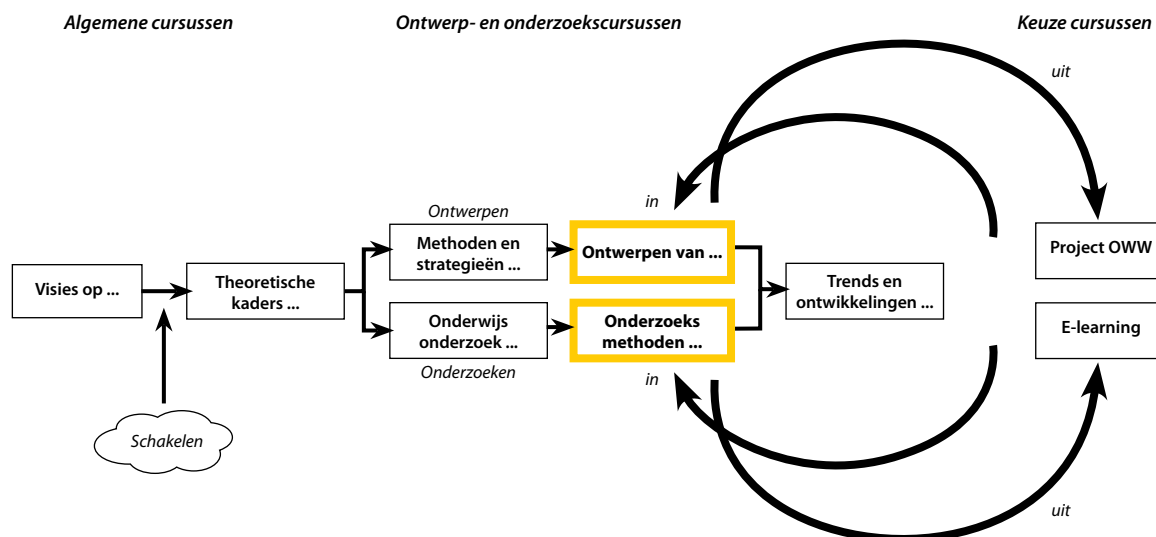 Algemene cursussen
Ontwerp- en onderzoekscursussen
Keuze cursussen
uit
in
Ontwerpen
Methoden en
strategieën ...
Ontwerpen van ...
Project OWW
Visies op ...
Theoretische
kaders ...
Trends en
ontwikkelingen ...
Onderwijs
onderzoek ...
Onderzoeks
methoden ...
E-learning
Onderzoeken
in
Schakelen
uit